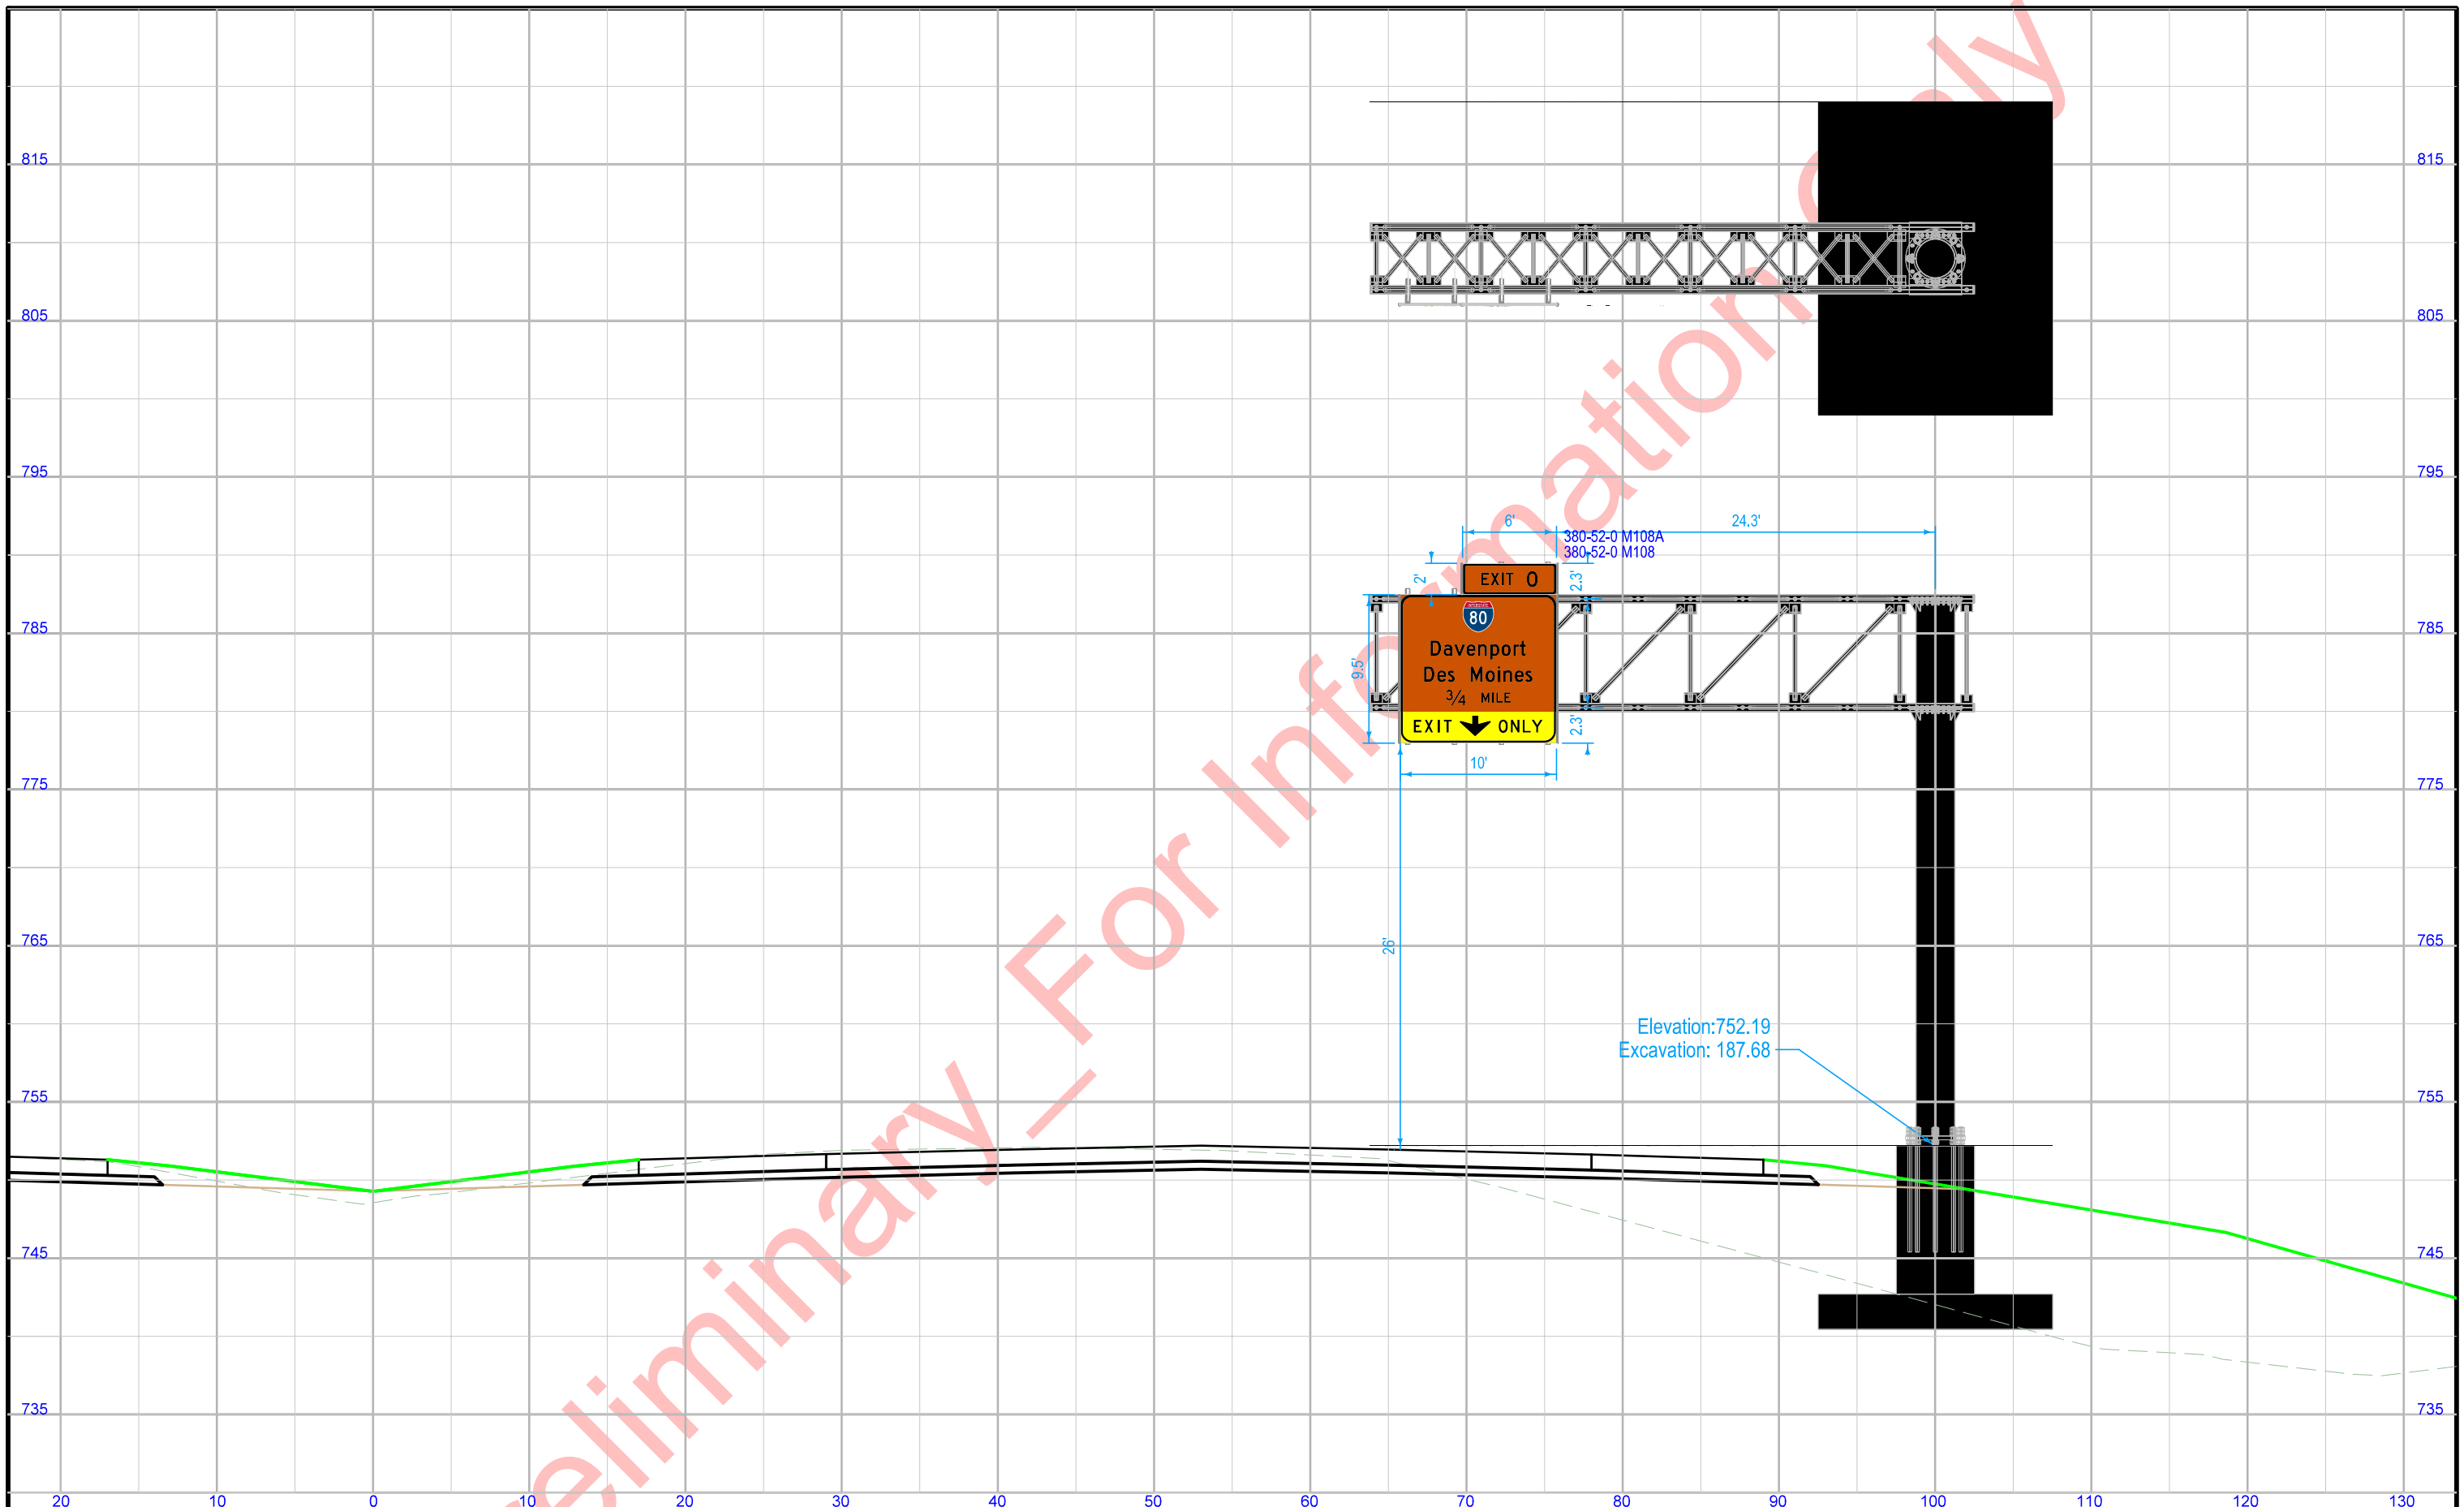 815 815
805 805
795 795
6' 24.3'
380-52-0 M108A
380-52-0 M108
2' EXIT 0 2.3'
INTERSTATE
80
785 785
Davenport
9.5' Des Moines
3/4 MILE
EXIT ONLY 2.3'
10'
775 775
765 765
26'
Elevation:752.19
Excavation: 187.68
755 755
745 745
735 735
20 10 0 10 20 30 40 50 60 70 80 90 100 110 120 130
eliminary_For Information Only